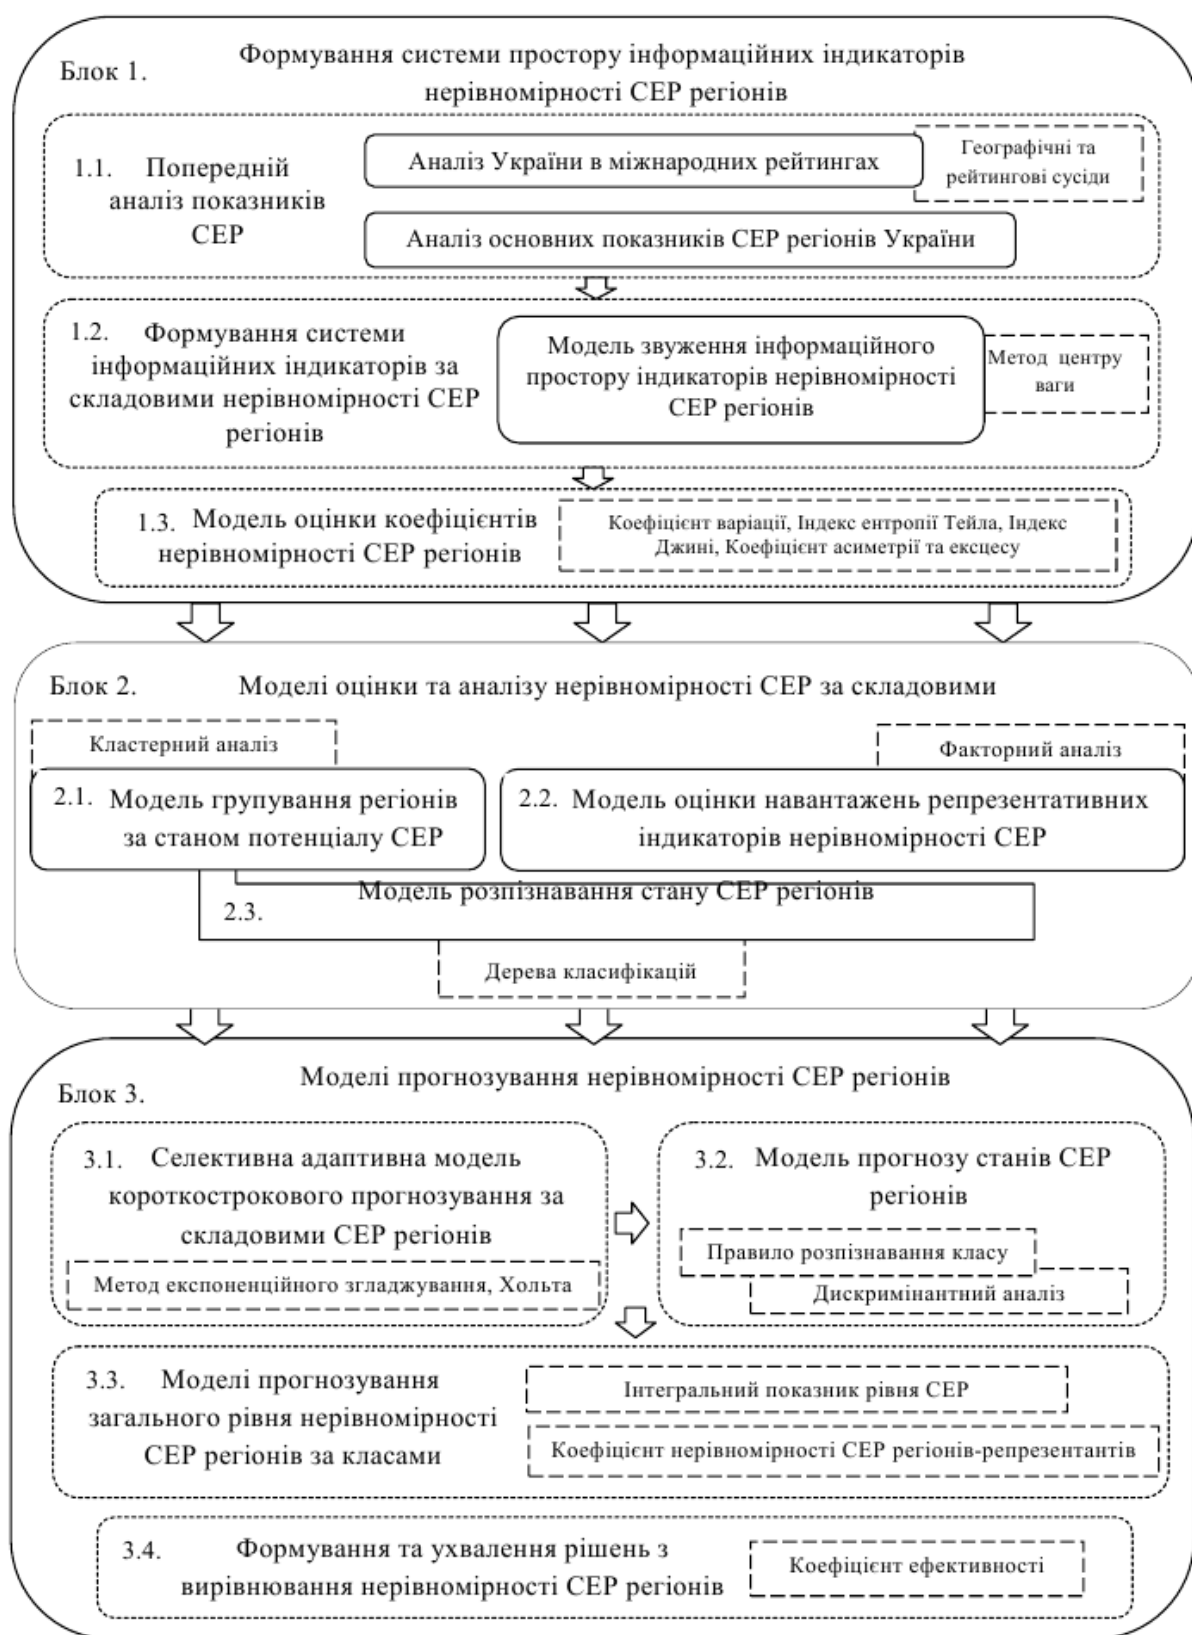 Блок 1.
Формування системи простору інформаційних індикаторів
нерівномірності СЕР регіонів
1.1. Попередній
аналіз показників
СЕР
Аналіз України в міжнародних рейтингах
Географічні та
рейтингові сусіди
Аналіз основних показників СЕР регіонів України
1.2. Формування системи
інформаційних індикаторів за
складовими нерівномірності СЕР
регіонів
Модель звуження інформаційного
простору індикаторів нерівномірності
СЕР регіонів
Метод центру
ваги
1.3. Модель оцінки коефіцієнтів
нерівномірності СЕР регіонів
Коефіцієнт варіації, Індекс ентропії Тейла, Індекс
Джині, Коефіцієнт асиметрії та ексцесу
Блок 2.
Моделі оцінки та аналізу нерівномірності СЕР за складовими
Кластерний аналіз
2.1. Модель групування регіонів
за станом потенціалу СЕР
Факторний аналіз
2.2. Модель оцінки навантажень репрезентативних
індикаторів нерівномірності СЕР
Модель розпізнавання стану СЕР регіонів
2.3.
Дерева класифікацій
Моделі прогнозування нерівномірності СЕР регіонів
Блок 3.
3.1. Селективна адаптивна модель
короткострокового прогнозування за
складовими СЕР регіонів
Метод експоненційного згладжування, Хольта
3.2. Модель прогнозу станів СЕР
регіонів
Правило розпізнавання класу
Дискримінантний аналіз
3.3. Моделі прогнозування
загального рівня нерівномірності
СЕР регіонів за класами
Інтегральний показник рівня СЕР
Коефіцієнт нерівномірності СЕР регіонів-репрезентантів
3.4. Формування та ухвалення рішень з
вирівнювання нерівномірності СЕР регіонів
Коефіцієнт ефективності